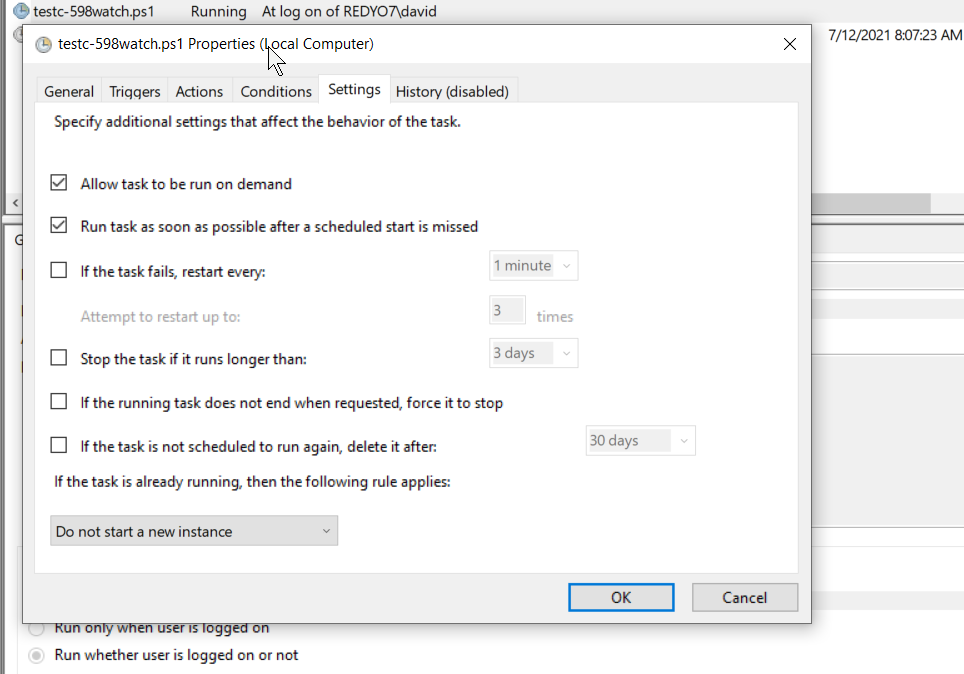 testc-598watch.ps1 Running At log on of REDYO7\david
testc-598watch.ps1 Properties (Local Computer)
7/12/2021 8:07:23 AM
General Triggers Actions Conditions Settings History (disabled)
Specify additional settings that affect the behavior of the task.
Allow task to be run on demand
Run task as soon as possible after a scheduled start is missed
If the task fails, restart every: 1 minute
Attempt to restart up to: 3 times
Stop the task if it runs longer than: 3 days
If the running task does not end when requested, force it to stop
If the task is not scheduled to run again, delete it after: 30 days
If the task is already running, then the following rule applies:
Do not start a new instance
OK Cancel
Run only when user is logged on
Run whether user is logged on or not